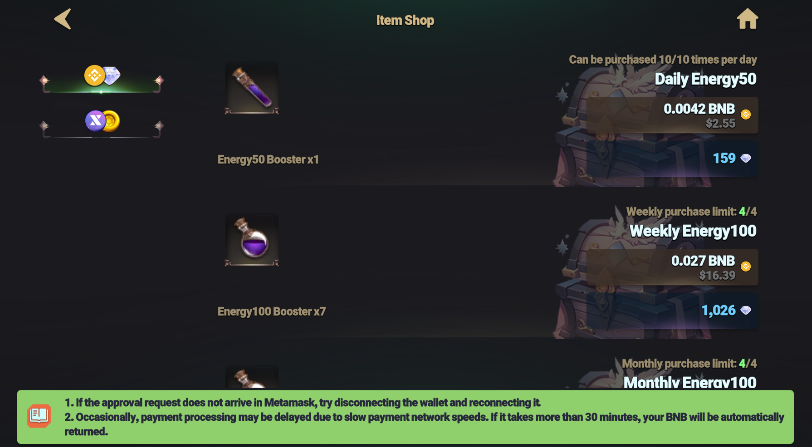 Item Shop
Can be purchased 10/10 times per day
Daily Energy50
0.0042 BNB
$2.55
159
Energy50 Booster x1
Weekly purchase limit: 4/4
Weekly Energy100
0.027 BNB
$16.39
1,026
Energy100 Booster x7
Monthly purchase limit: 4/4
Monthly Energy100
1. If the approval request does not arrive in Metamask, try disconnecting the wallet and reconnecting it.
2. Occasionally, payment processing may be delayed due to slow payment network speeds. If it takes more than 30 minutes, your BNB will be automatically
returned.